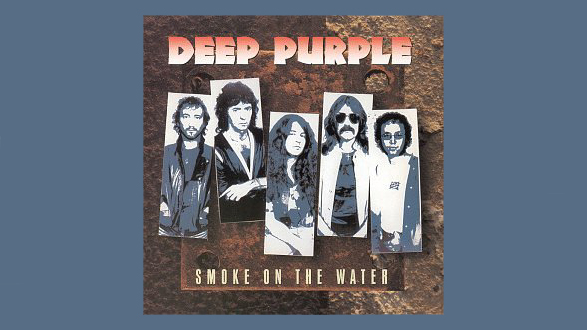 DEEP PURPLE
SMOKE ON THE WATER